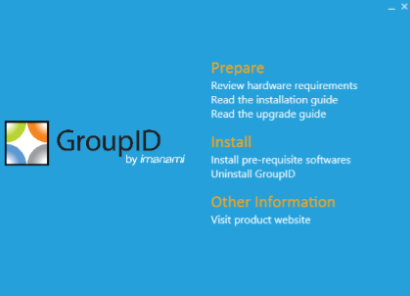 Prepare
Review hardware requirements
Read the installation guide
Read the upgrade guide
GroupID
by imanami
Install
Install pre-requisite softwares
Uninstall GroupID
Other Information
Visit product website